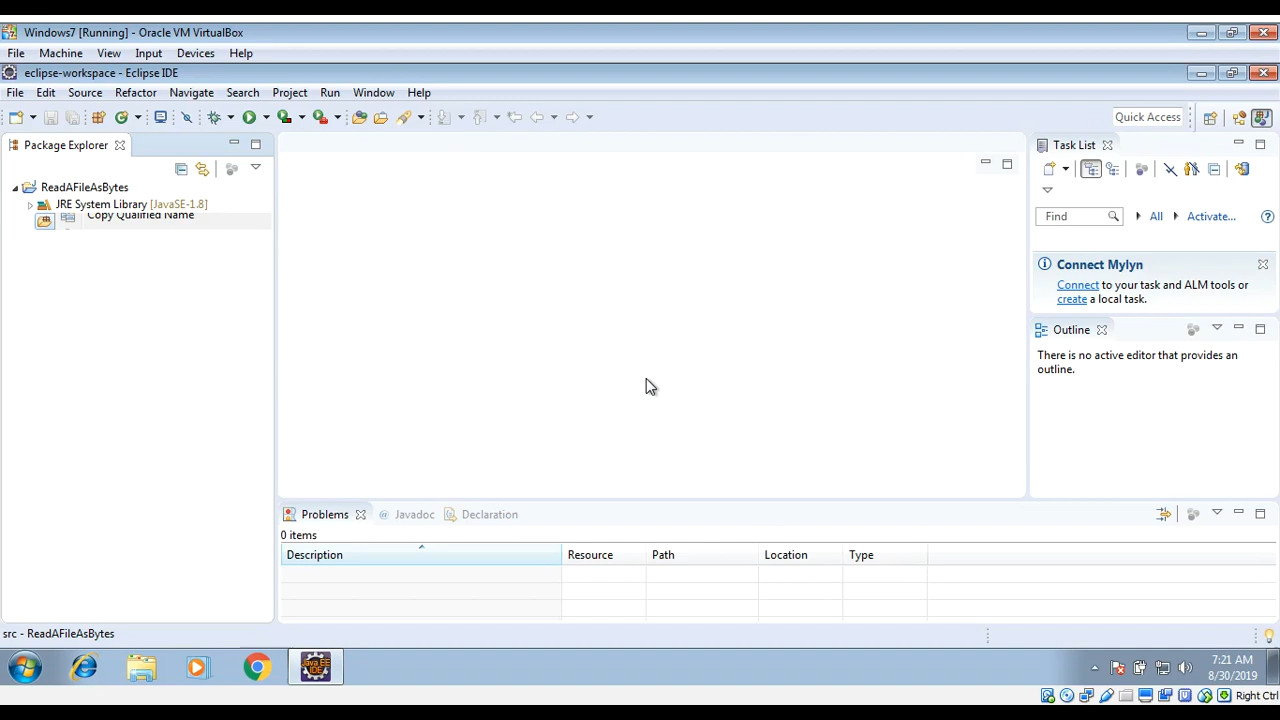 Windows7 [Running] - Oracle VM VirtualBox
File Machine View Input Devices Help
eclipse-workspace - Eclipse IDE
File Edit Source Refactor Navigate Search Project Run Window Help
Quick Access
Package Explorer
Task List
ReadAFileAsBytes
JRE System Library [JavaSE-1.8]
Copy Qualified Name
Find
All
Activate...
Connect Mylyn
Connect to your task and ALM tools or
create a local task.
Outline
There is no active editor that provides an
outline.
Problems
@ Javadoc
Declaration
0 items
Description Resource Path Location Type
src - ReadAFileAsBytes
Java EE
IDE
7:21 AM
8/30/2019
Right Ctrl